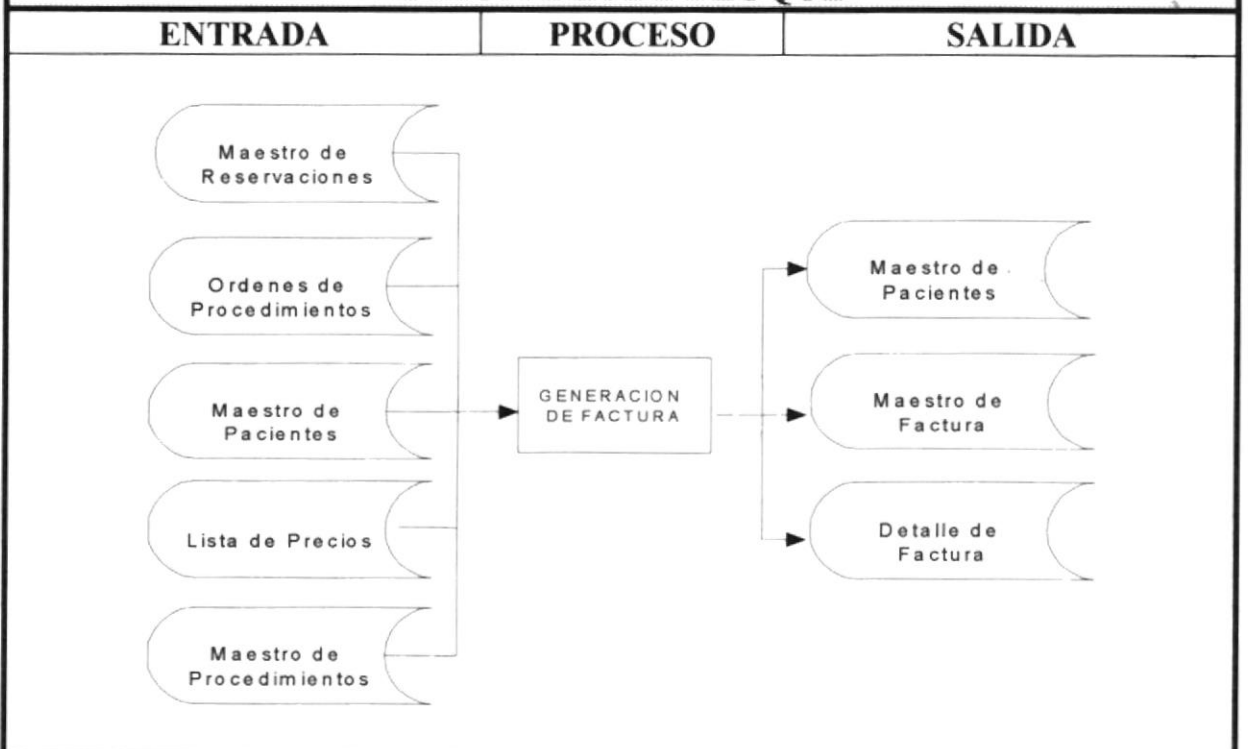 ENTRADA
PROCESO
SALIDA
Maestro de
Reservaciones
Ordenes de
Procedimientos
Maestro de
Pacientes
Lista de Precios
Maestro de
Procedimientos
GENERACION
DE FACTURA
Maestro de
Pacientes
Maestro de
Factura
Detalle de
Factura